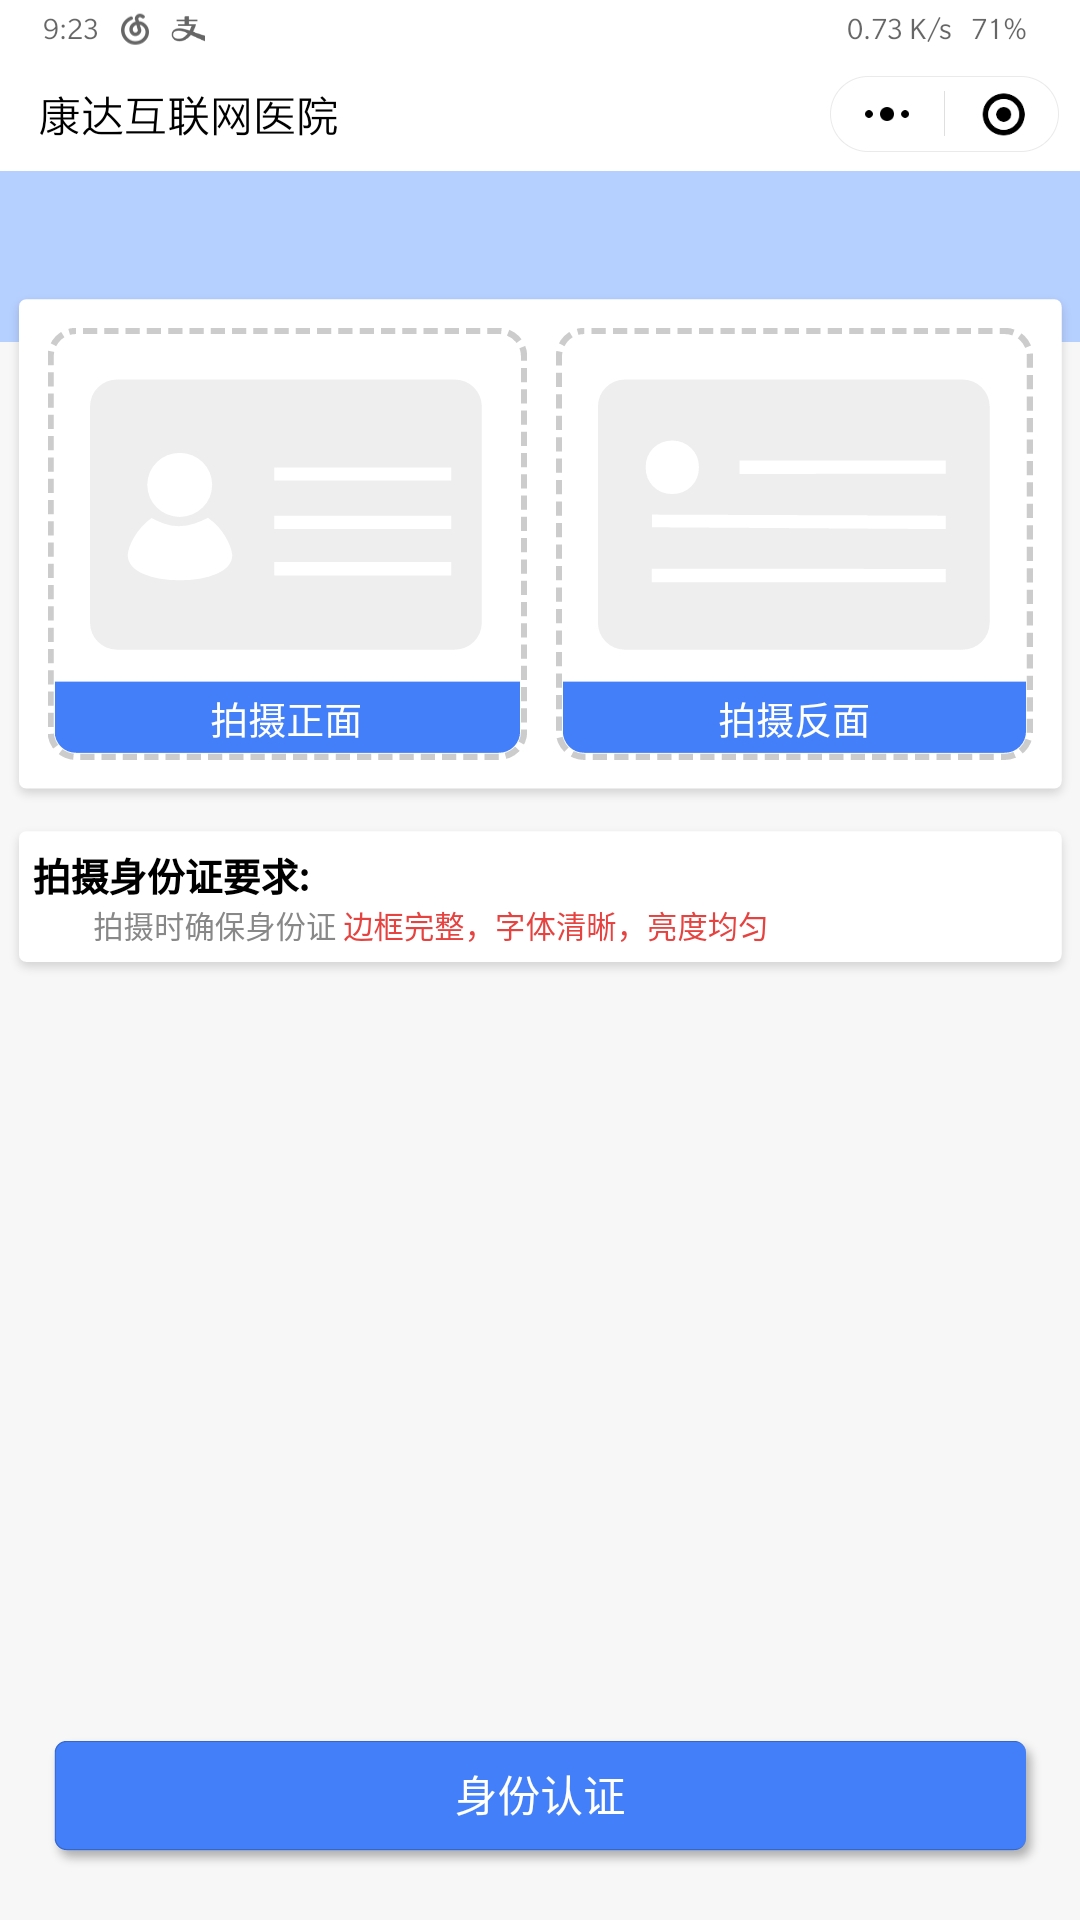 9:23 0.73 K/s 71%
康达互联网医院
拍摄正面 拍摄反面
拍摄身份证要求:
拍摄时确保身份证 边框完整，字体清晰，亮度均匀
身份认证